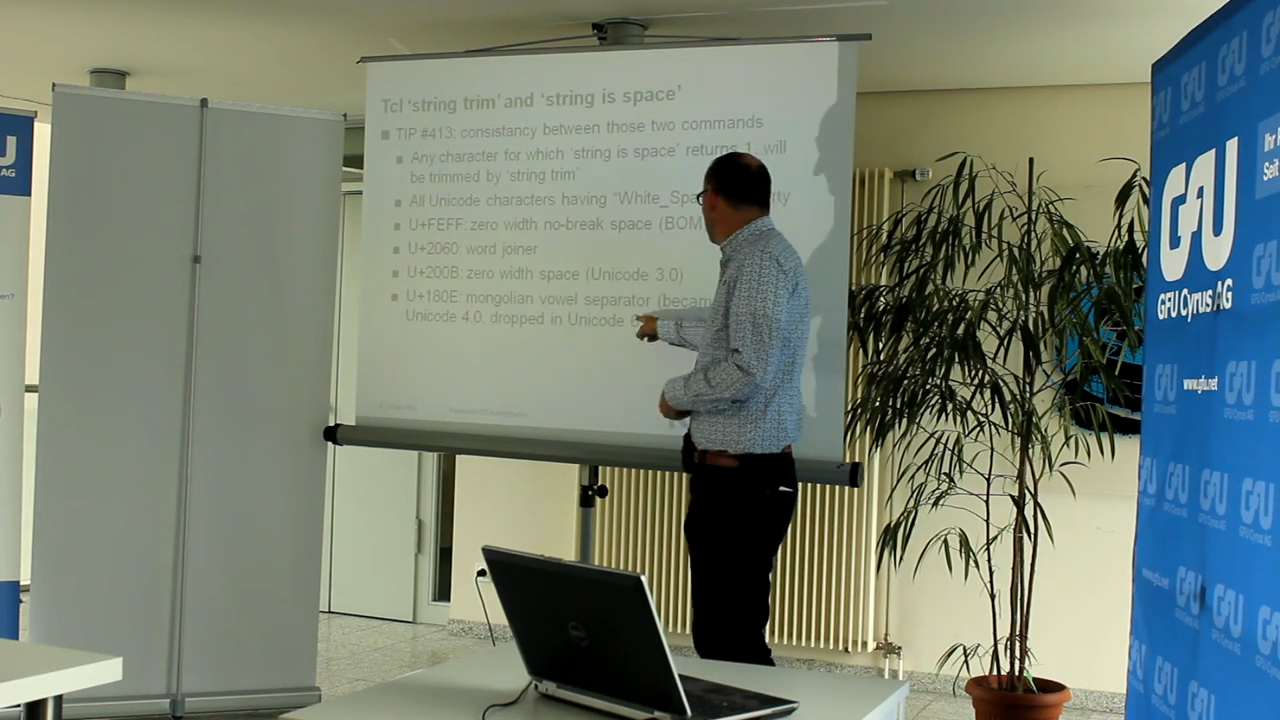 Tcl 'string trim' and 'string is space'
TIP #413: consistancy between those two commands
Any character for which 'string is space' returns 1, will
be trimmed by 'string trim'
All Unicode characters having "White_Spa
U+FEFF: zero width no-break space (BOM
U+2060: word joiner
U+200B: zero width space (Unicode 3.0)
U+180E: mongolian vowel separator (becam
Unicode 4.0, dropped in Unicode
GFU
GFU Cyrus AG
www.gfu.net
Ihr
Seit
U
AG